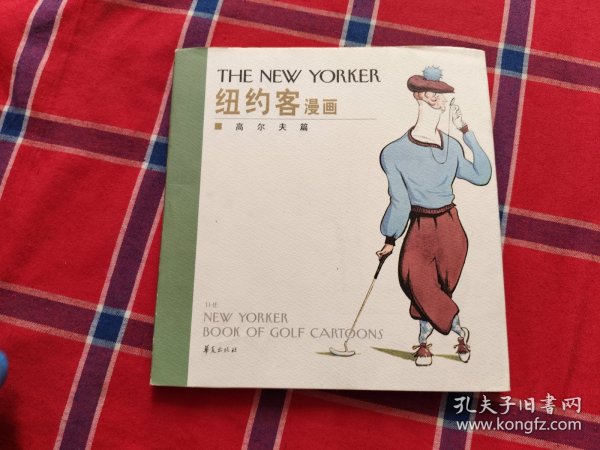 THE NEW YORKER
纽约客漫画
高尔夫篇
THE
NEW YORKER
BOOK OF GOLF CARTOONS
华夏出版社
孔夫子旧书网
www.kongfz.com